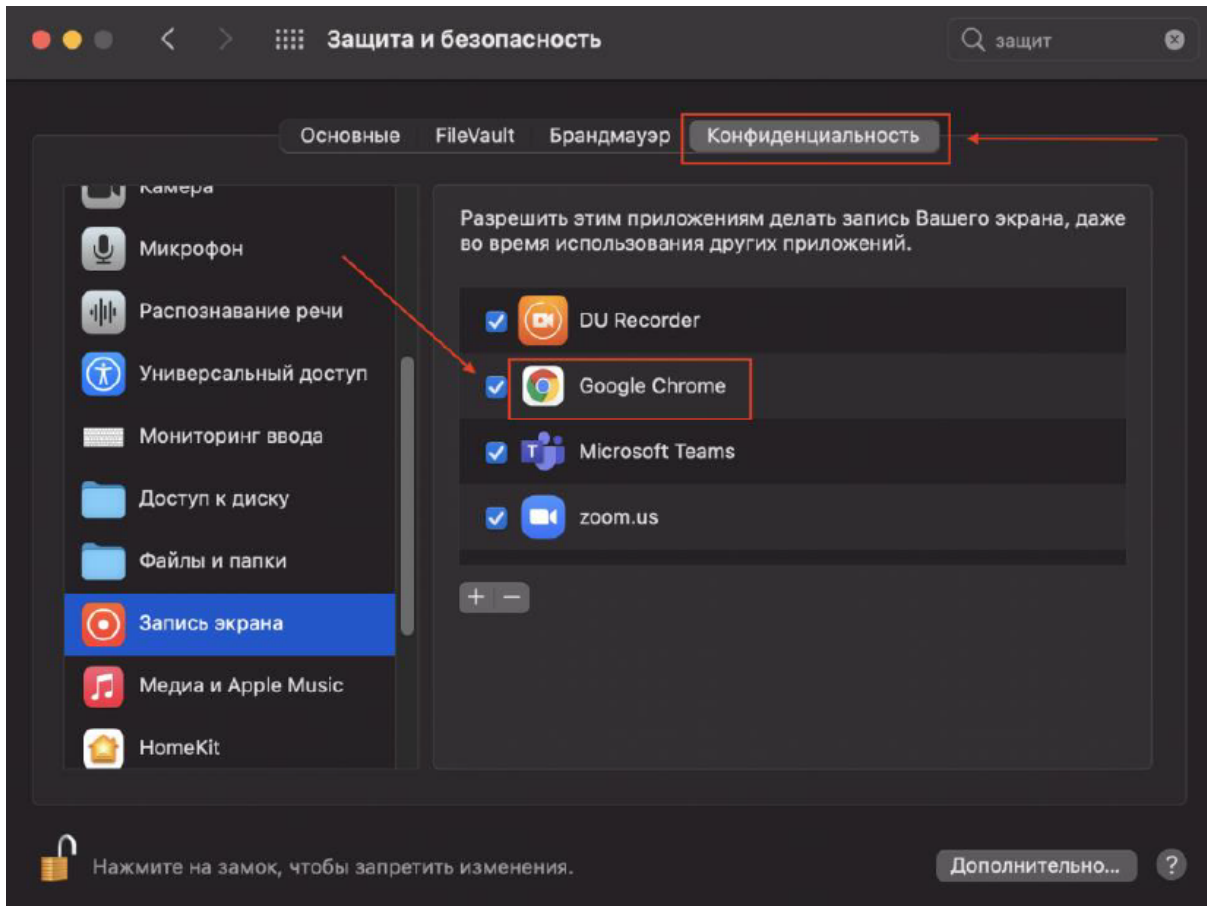 Защита и безопасность
защит
Основные
FileVault
Брандмауэр
Конфиденциальность
Камера
Микрофон
Распознавание речи
Универсальный доступ
Мониторинг ввода
Доступ к диску
Файлы и папки
Запись экрана
Медиа и Apple Music
HomeKit
Разрешить этим приложениям делать запись Вашего экрана, даже
во время использования других приложений.
DU Recorder
Google Chrome
Microsoft Teams
zoom.us
Нажмите на замок, чтобы запретить изменения.
Дополнительно...
?